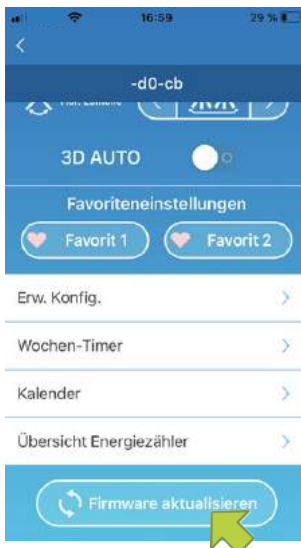 16:59 29 %
-d0-cb
3D AUTO
Favoriteneinstellungen
Favorit 1 Favorit 2
Erw. Konfig.
Wochen-Timer
Kalender
Übersicht Energiezähler
Firmware aktualisieren